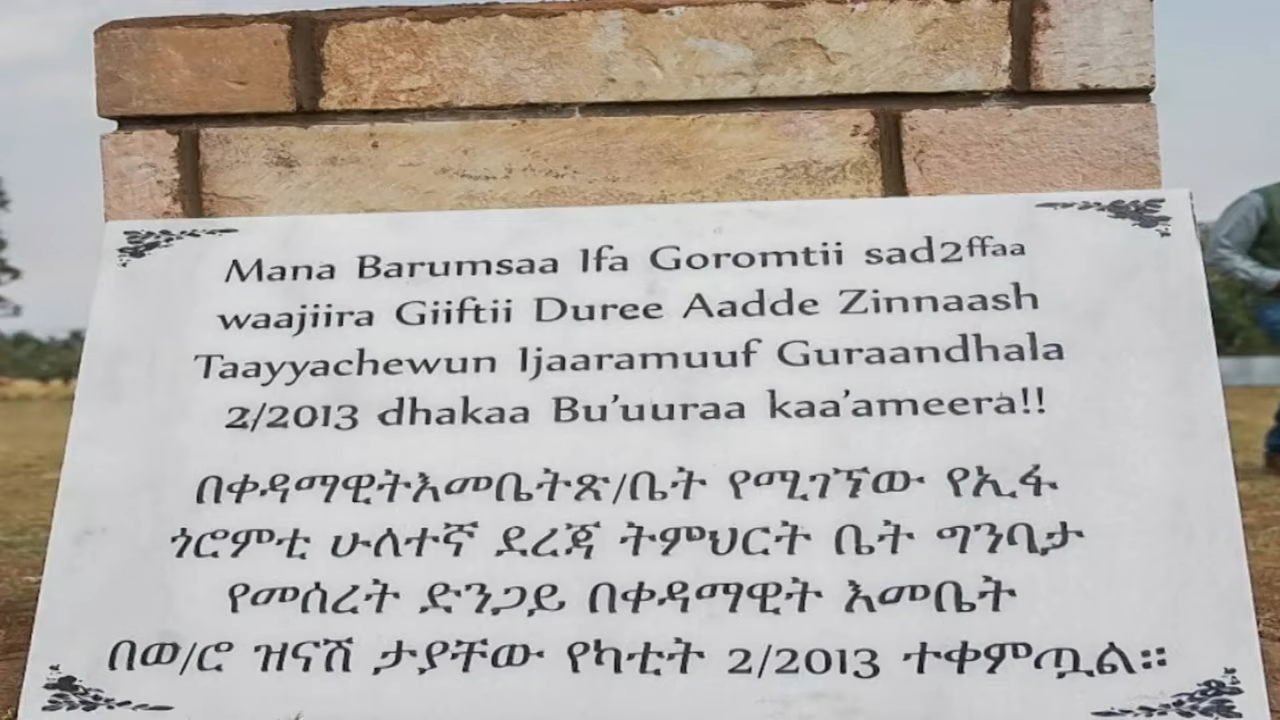 Mana Barumsaa Ifa Goromtii sad2ffaa
waajiira Giiftii Duree Aadde Zinnaash
Taayyachewun Ijaaramuuf Guraandhala
2/2013 dhakaa Bu'uuraa kaa'ameera!!
በቀዳማዊትእመቤትጽ/ቤት የሚገኘው የኢፋ
ጎሮምቲ ሁለተኛ ደረጃ ትምህርት ቤት ግንባታ
የመሰረት ድንጋይ በቀዳማዊት እመቤት
በወ/ሮ ዝናሽ ታያቸው የካቲት 2/2013 ተቀምጧል።